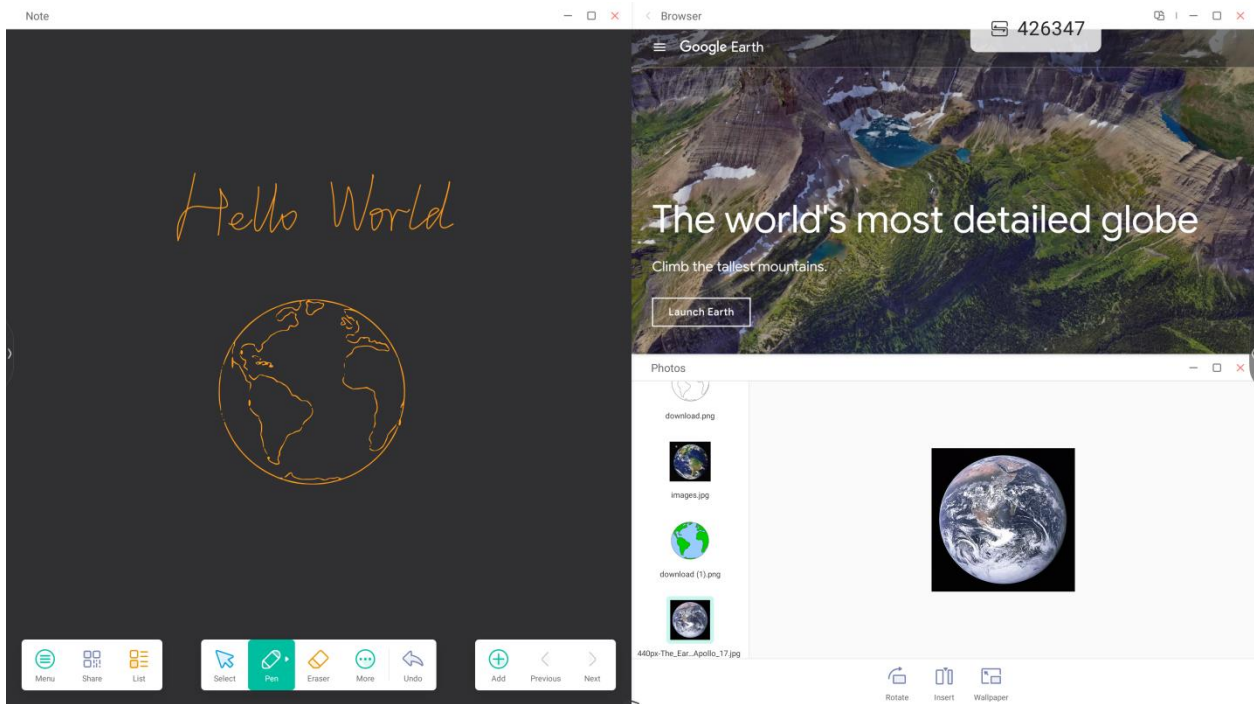 Note
Hello World
Menu
Share
List
Select
Pen
Eraser
More
Undo
Add
Previous
Next
Browser
426347
Google Earth
The world's most detailed globe
Climb the tallest mountains.
Launch Earth
Photos
download.png
images.jpg
download (1).png
440px-The_Ear...Apollo_17.jpg
Rotate
Insert
Wallpaper